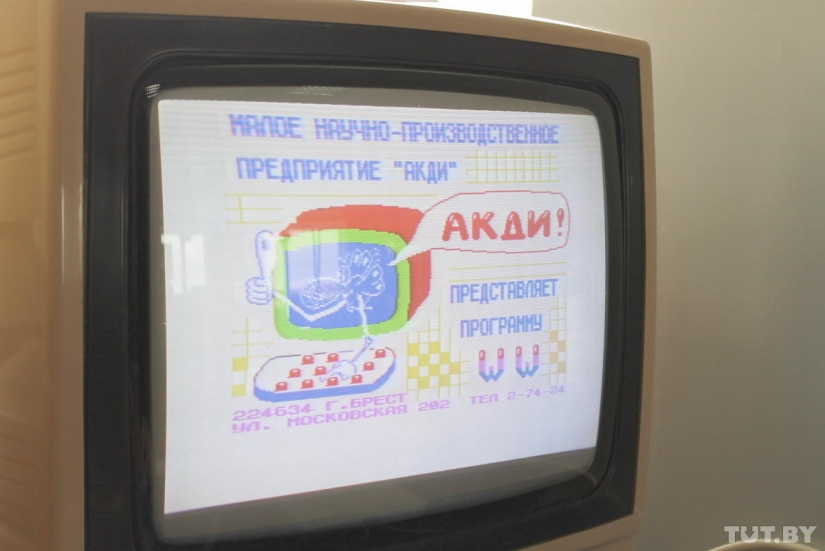 МАЛОЕ НАУЧНО-ПРОИЗВОДСТВЕННОЕ
ПРЕДПРИЯТИЕ "АКДИ"
АКДИ!
ПРЕДСТАВЛЯЕТ
ПРОГРАММУ
WW
224634 Г.БРЕСТ
УЛ. МОСКОВСКАЯ 202 ТЕЛ 2-74-24
TUT.BY